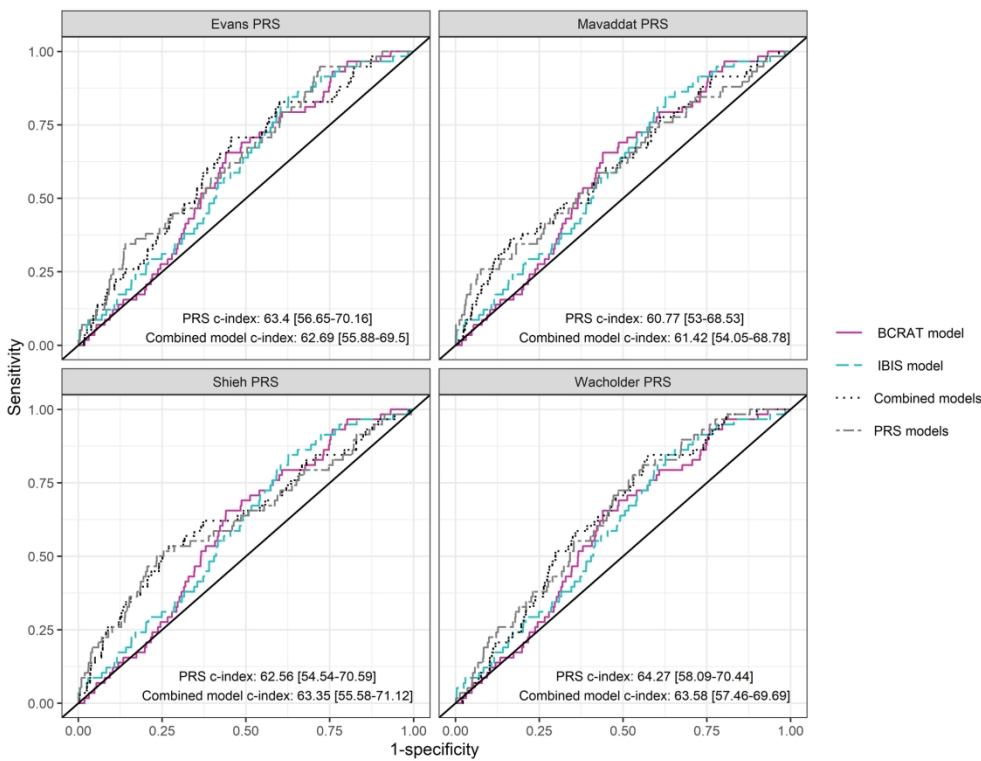 Evans PRS
Mavaddat PRS
1.00
0.75
0.50
0.25
0.00
PRS c-index: 63.4 [56.65-70.16]
Combined model c-index: 62.69 [55.88-69.5]
PRS c-index: 60.77 [53-68.53]
Combined model c-index: 61.42 [54.05-68.78]
Shieh PRS
Wacholder PRS
1.00
0.75
0.50
0.25
0.00
PRS c-index: 62.56 [54.54-70.59]
Combined model c-index: 63.35 [55.58-71.12]
PRS c-index: 64.27 [58.09-70.44]
Combined model c-index: 63.58 [57.46-69.69]
0.00 0.25 0.50 0.75 1.00
0.00 0.25 0.50 0.75 1.00
1-specificity
Sensitivity
BCRAT model
IBIS model
Combined models
PRS models